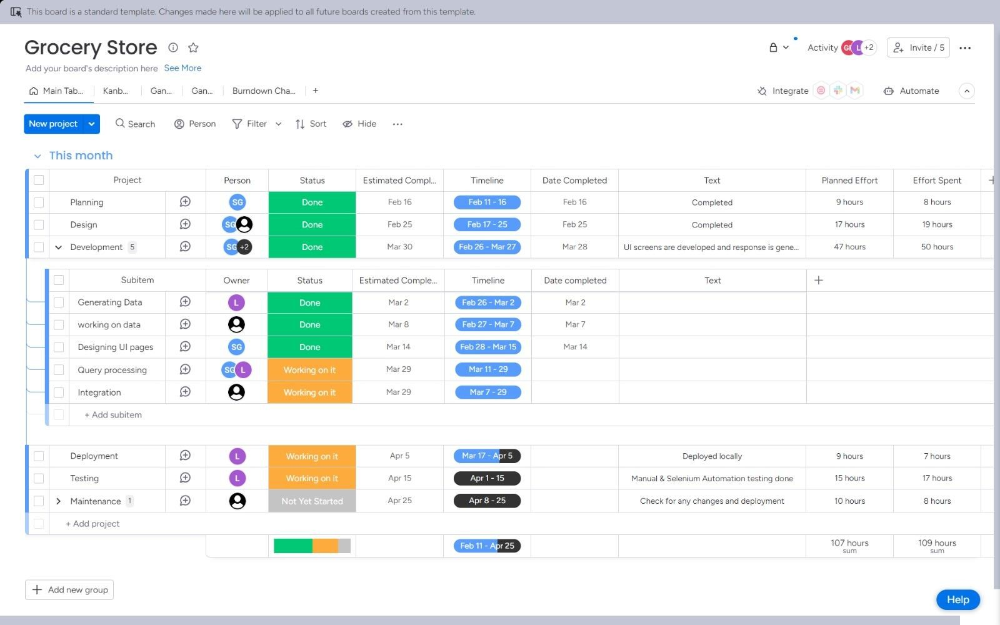 This board is a standard template. Changes made here will be applied to all future boards created from this template.
Grocery Store
Activity L +2 Invite / 5
Add your board's description here See More
Main Tab... Kanb... Gan... Gan... Burndown Cha... + Integrate Automate
New project Search Person Filter Sort Hide
This month
Project Person Status Estimated Compl... Timeline Date Completed Text Planned Effort Effort Spent +
Planning SG Done Feb 16 Feb 11 - 16 Feb 16 Completed 9 hours 8 hours
Design SG Done Feb 25 Feb 17 - 25 Feb 25 Completed 17 hours 19 hours
Development 5 SG +2 Done Mar 30 Feb 26 - Mar 27 Mar 28 UI screens are developed and response is gene... 47 hours 50 hours
Subitem Owner Status Estimated Comple... Timeline Date completed Text +
Generating Data L Done Mar 2 Feb 26 - Mar 2 Mar 2
working on data Done Mar 8 Feb 27 - Mar 7 Mar 7
Designing UI pages SG Done Mar 14 Feb 28 - Mar 15 Mar 14
Query processing SG L Working on it Mar 29 Mar 11 - 29
Integration Working on it Mar 29 Mar 7 - 29
+ Add subitem
Deployment L Working on it Apr 5 Mar 17 - Apr 5 Deployed locally 9 hours 7 hours
Testing L Working on it Apr 15 Apr 1 - 15 Manual & Selenium Automation testing done 15 hours 17 hours
Maintenance 1 Not Yet Started Apr 25 Apr 8 - 25 Check for any changes and deployment 10 hours 8 hours
+ Add project
Feb 11 - Apr 25 107 hours 109 hours
sum sum
+ Add new group
Help